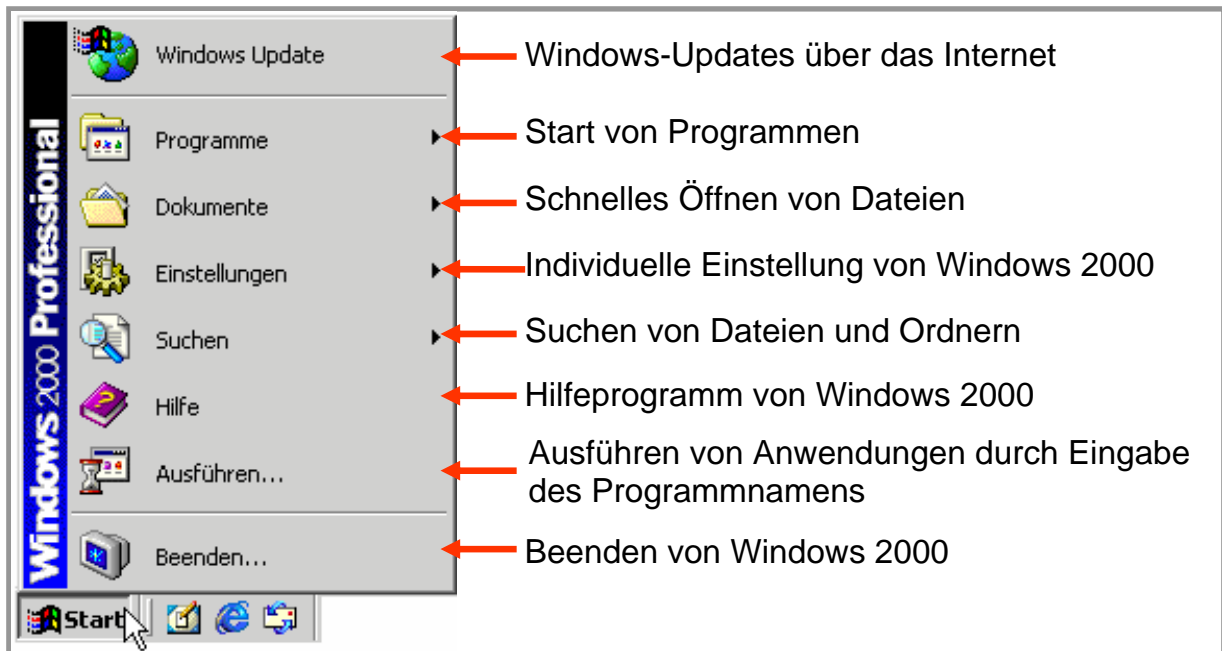 Windows 2000 Professional
Windows Update
Windows-Updates über das Internet
Programme
Start von Programmen
Dokumente
Schnelles Öffnen von Dateien
Einstellungen
Individuelle Einstellung von Windows 2000
Suchen
Suchen von Dateien und Ordnern
Hilfe
Hilfeprogramm von Windows 2000
Ausführen...
Ausführen von Anwendungen durch Eingabe
des Programmnamens
Beenden...
Beenden von Windows 2000
Start